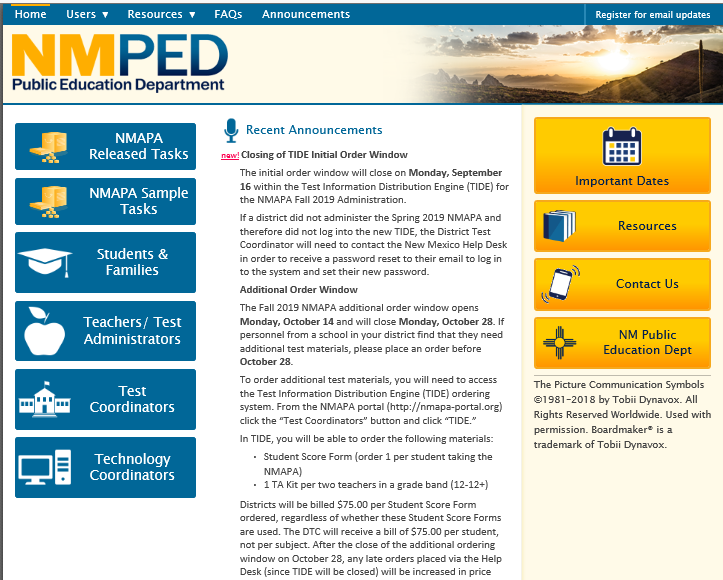 Home Users ▾ Resources ▾ FAQs Announcements
Register for email updates
NMPED
Public Education Department
NMAPA
Released Tasks
NMAPA Sample
Tasks
Students &
Families
Teachers/ Test
Administrators
Test
Coordinators
Technology
Coordinators
Recent Announcements
new! Closing of TIDE Initial Order Window
The initial order window will close on Monday, September
16 within the Test Information Distribution Engine (TIDE) for
the NMAPA Fall 2019 Administration.
If a district did not administer the Spring 2019 NMAPA and
therefore did not log into the new TIDE, the District Test
Coordinator will need to contact the New Mexico Help Desk
in order to receive a password reset to their email to log in
to the system and set their new password.
Additional Order Window
The Fall 2019 NMAPA additional order window opens
Monday, October 14 and will close Monday, October 28. If
personnel from a school in your district find that they need
additional test materials, please place an order before
October 28.
To order additional test materials, you will need to access
the Test Information Distribution Engine (TIDE) ordering
system. From the NMAPA portal (http://nmapa-portal.org)
click the “Test Coordinators” button and click “TIDE.”
In TIDE, you will be able to order the following materials:
• Student Score Form (order 1 per student taking the
NMAPA)
• 1 TA Kit per two teachers in a grade band (12-12+)
Districts will be billed $75.00 per Student Score Form
ordered, regardless of whether these Student Score Forms
are used. The DTC will receive a bill of $75.00 per student,
not per subject. After the close of the additional ordering
window on October 28, any late orders placed via the Help
Desk (since TIDE will be closed) will be increased in price
Important Dates
Resources
Contact Us
NM Public
Education Dept
The Picture Communication Symbols
©1981–2018 by Tobii Dynavox. All
Rights Reserved Worldwide. Used with
permission. Boardmaker® is a
trademark of Tobii Dynavox.